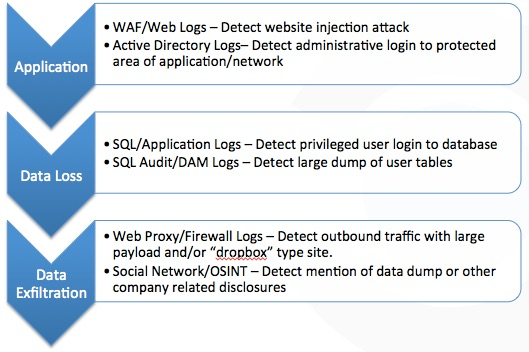 Application
• WAF/Web Logs – Detect website injection attack
• Active Directory Logs– Detect administrative login to protected
area of application/network
Data Loss
• SQL/Application Logs – Detect privileged user login to database
• SQL Audit/DAM Logs – Detect large dump of user tables
Data
Exfiltration
• Web Proxy/Firewall Logs – Detect outbound traffic with large
payload and/or “dropbox” type site.
• Social Network/OSINT – Detect mention of data dump or other
company related disclosures